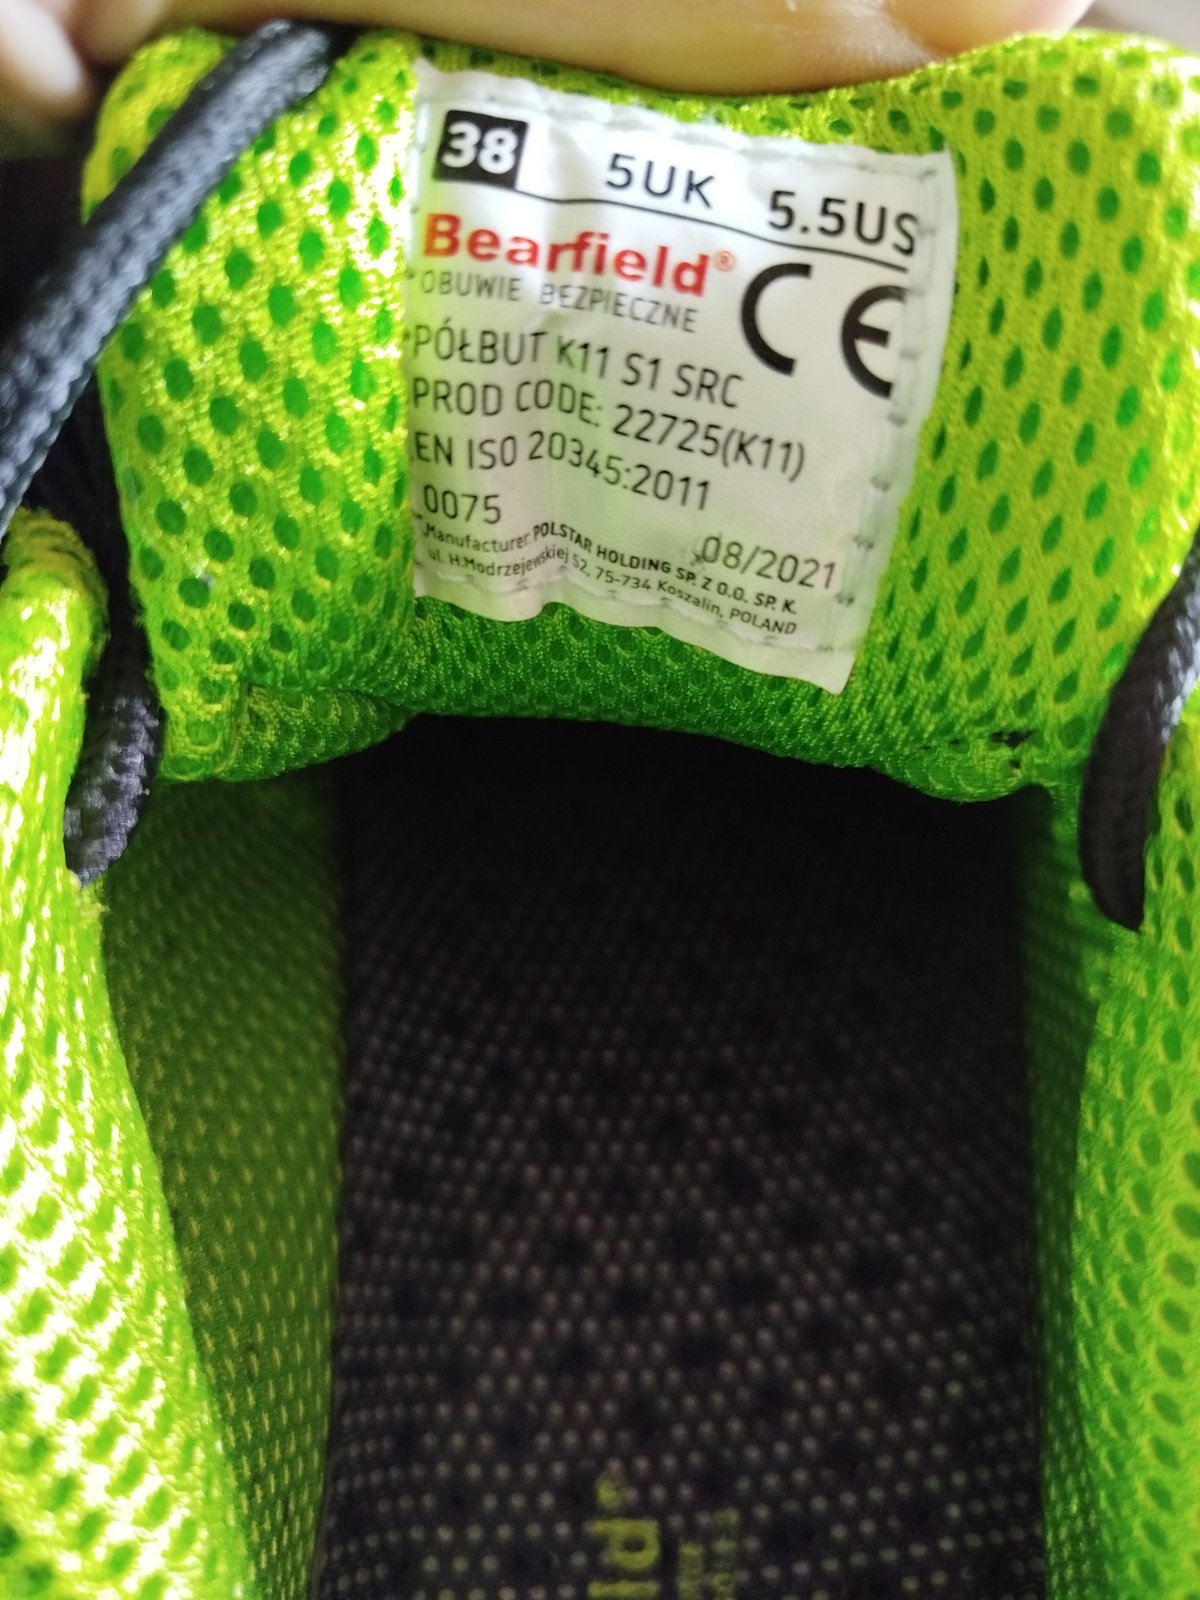 38 5UK 5.5US
Bearfield®
OBUWIE BEZPIECZNE
CE
PÓŁBUT K11 S1 SRC
PROD CODE: 22725(K11)
EN ISO 20345:2011
0075 08/2021
Manufacturer: POLSTAR HOLDING SP. Z O.O. SP. K.
ul. H.Modrzejewskiej 52, 75-734 Koszalin, POLAND